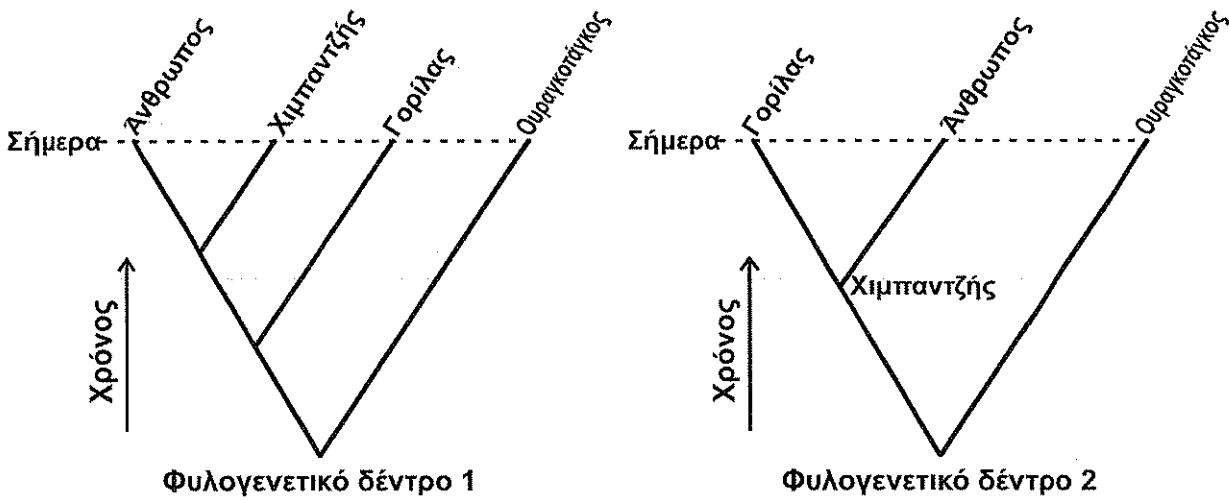 Άνθρωπος
Χιμπαντζής
Γορίλας
Ουραγκοτάγκος
Σήμερα
Χρόνος
Φυλογενετικό δέντρο 1
Γορίλας
Άνθρωπος
Ουραγκοτάγκος
Σήμερα
Χιμπαντζής
Χρόνος
Φυλογενετικό δέντρο 2